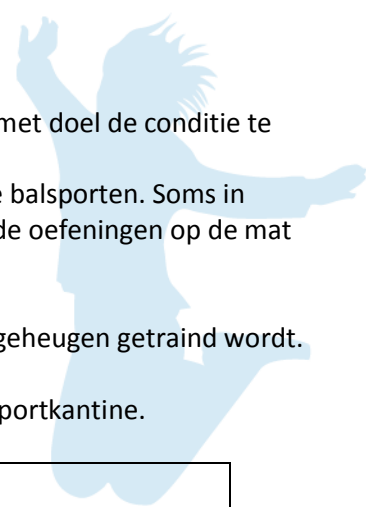 met doel de conditie te
balsporten. Soms in
de oefeningen op de mat
geheugen getraind wordt.
portkantine.